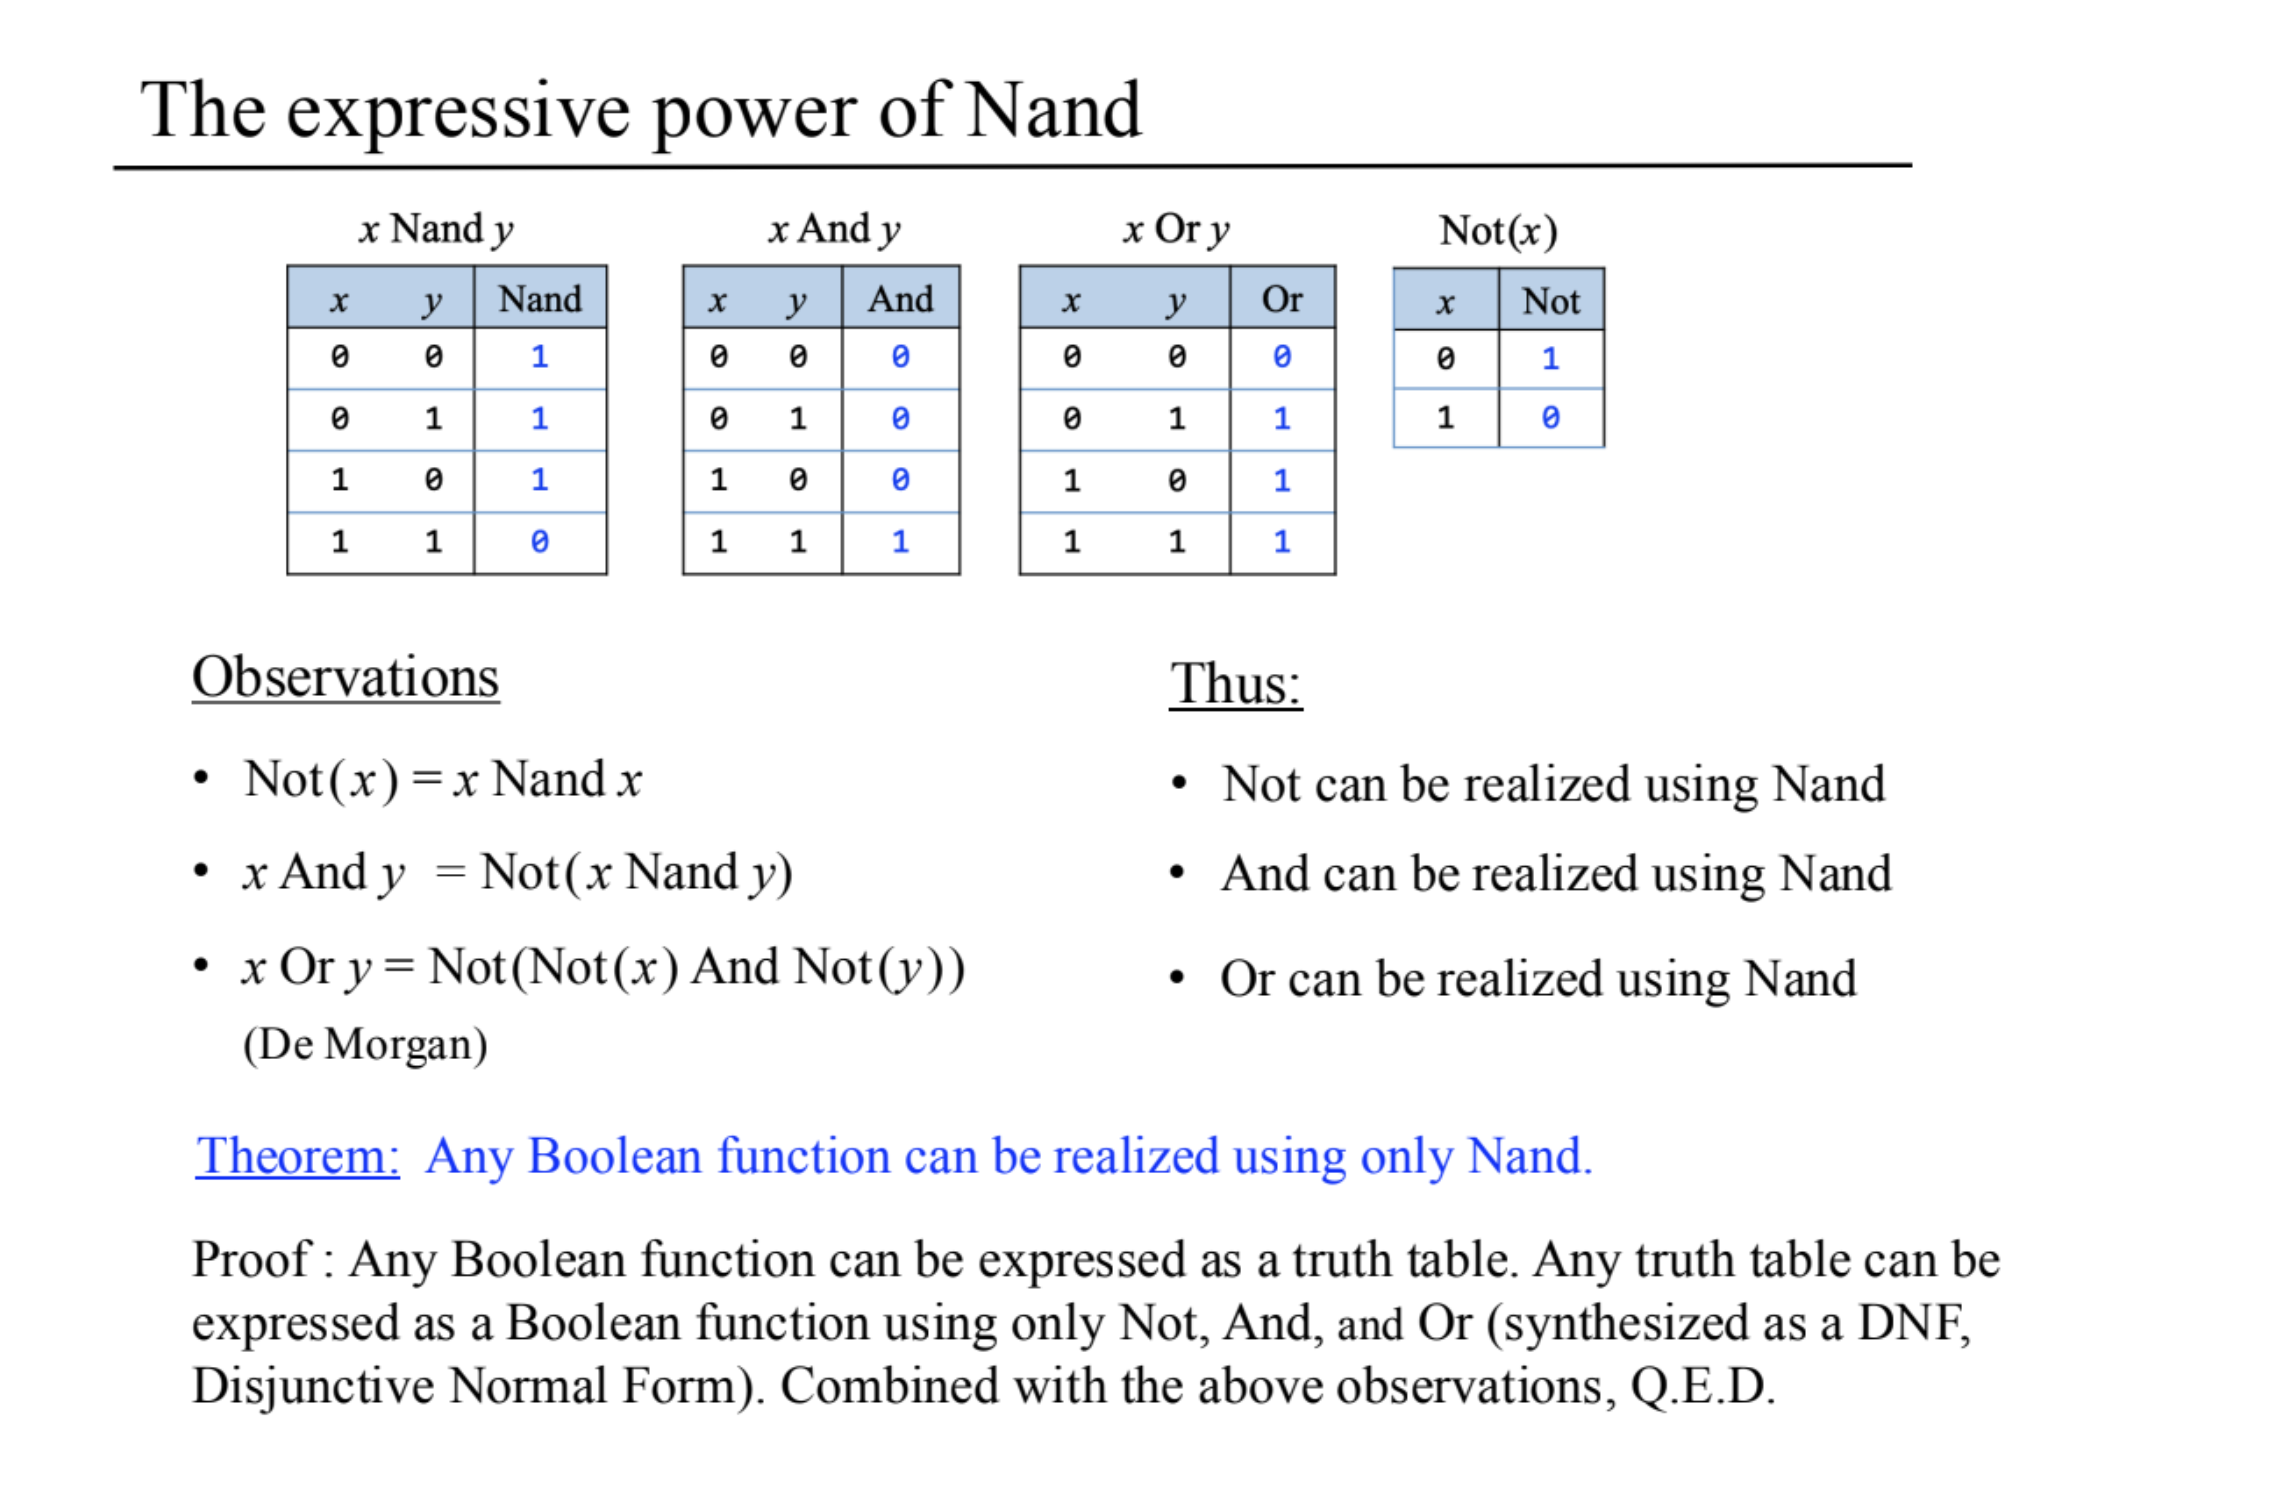 The expressive power of Nand
x Nand y
x y Nand
0 0 1
0 1 1
1 0 1
1 1 0
x And y
x y And
0 0 0
0 1 0
1 0 0
1 1 1
x Or y
x y Or
0 0 0
0 1 1
1 0 1
1 1 1
Not(x)
x Not
0 1
1 0
Observations
• Not(x) = x Nand x
• x And y = Not(x Nand y)
• x Or y = Not(Not(x) And Not(y))
(De Morgan)
Thus:
• Not can be realized using Nand
• And can be realized using Nand
• Or can be realized using Nand
Theorem: Any Boolean function can be realized using only Nand.
Proof : Any Boolean function can be expressed as a truth table. Any truth table can be
expressed as a Boolean function using only Not, And, and Or (synthesized as a DNF,
Disjunctive Normal Form). Combined with the above observations, Q.E.D.